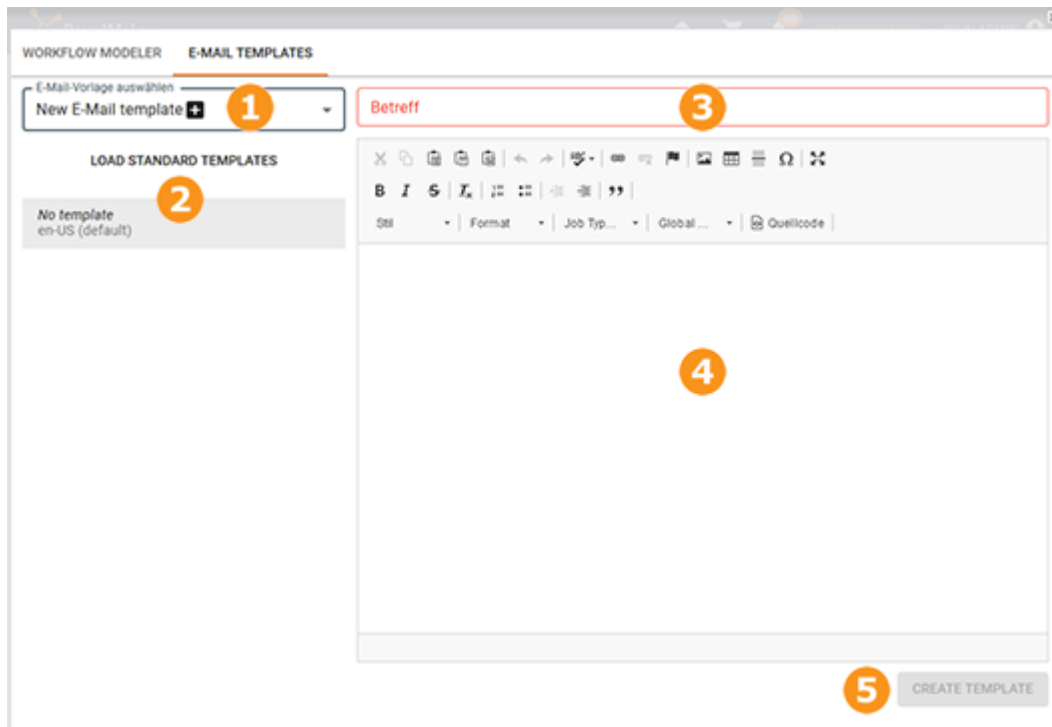 WORKFLOW MODELER E-MAIL TEMPLATES
E-Mail-Vorlage auswählen
New E-Mail template 1
Betreff 3
LOAD STANDARD TEMPLATES
2
No template
en-US (default)
B I S Ix
Stil Format Job Typ... Global ... Quellcode
4
5 CREATE TEMPLATE